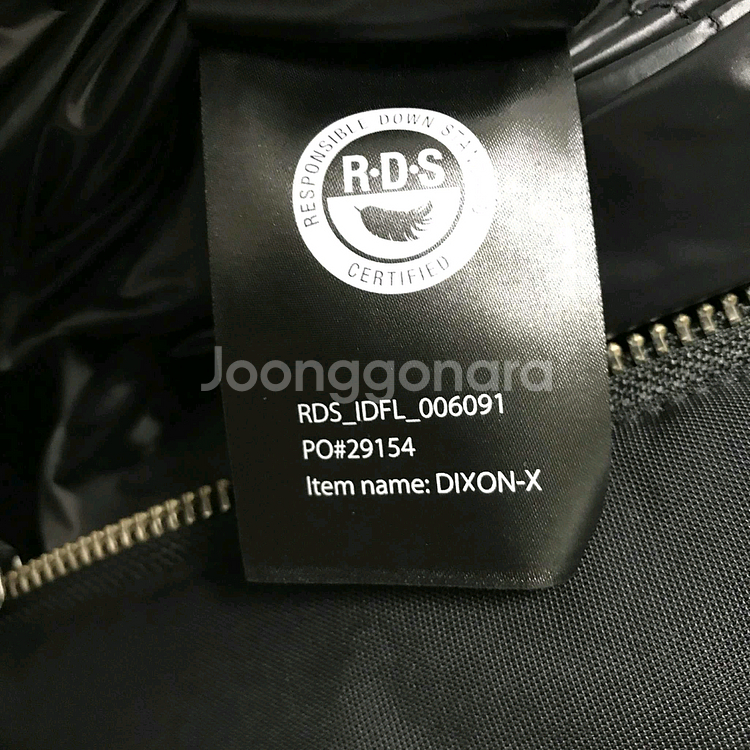 RESPONSIBLE DOWN
R·D·S
CERTIFIED
Joonggonara
RDS_IDFL_006091
PO#29154
Item name: DIXON-X